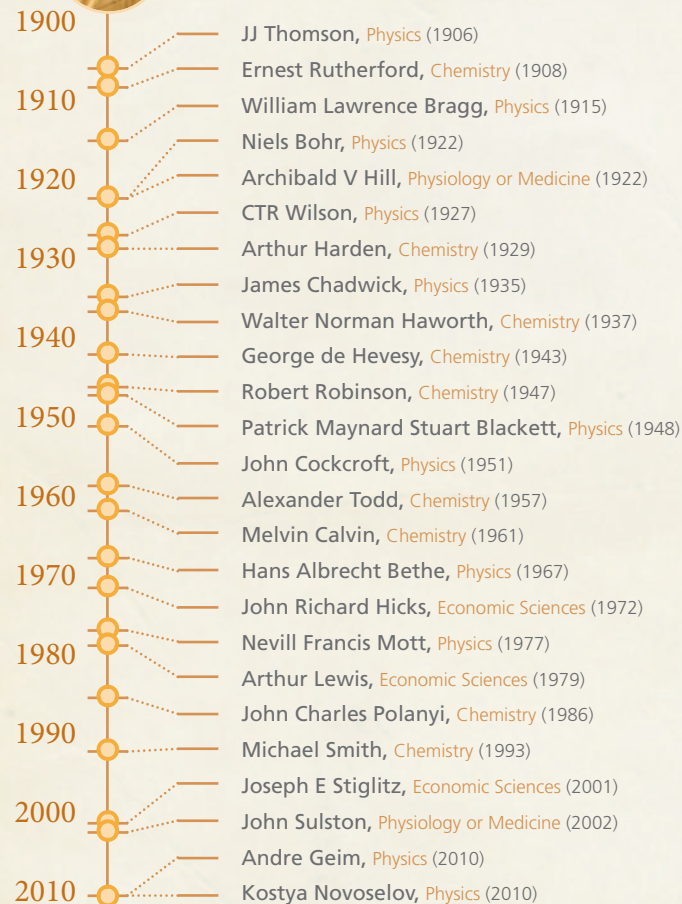 1900
JJ Thomson, Physics (1906)
Ernest Rutherford, Chemistry (1908)
1910
William Lawrence Bragg, Physics (1915)
Niels Bohr, Physics (1922)
1920
Archibald V Hill, Physiology or Medicine (1922)
CTR Wilson, Physics (1927)
1930
Arthur Harden, Chemistry (1929)
James Chadwick, Physics (1935)
Walter Norman Haworth, Chemistry (1937)
1940
George de Hevesy, Chemistry (1943)
Robert Robinson, Chemistry (1947)
1950
Patrick Maynard Stuart Blackett, Physics (1948)
John Cockcroft, Physics (1951)
1960
Alexander Todd, Chemistry (1957)
Melvin Calvin, Chemistry (1961)
1970
Hans Albrecht Bethe, Physics (1967)
John Richard Hicks, Economic Sciences (1972)
Nevill Francis Mott, Physics (1977)
1980
Arthur Lewis, Economic Sciences (1979)
John Charles Polanyi, Chemistry (1986)
1990
Michael Smith, Chemistry (1993)
Joseph E Stiglitz, Economic Sciences (2001)
2000
John Sulston, Physiology or Medicine (2002)
Andre Geim, Physics (2010)
2010
Kostya Novoselov, Physics (2010)